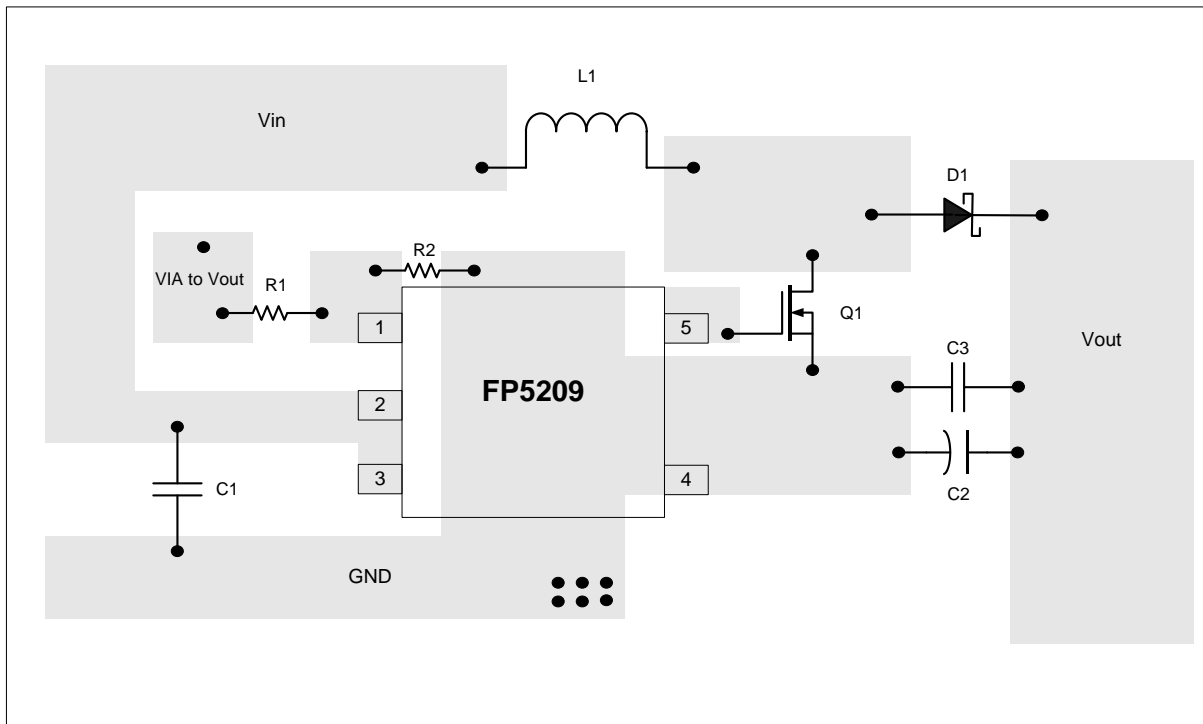 L1
Vin
D1
R2
VIA to Vout
R1
1
5
Q1
Vout
C3
FP5209
2
3
4
C1
C2
GND